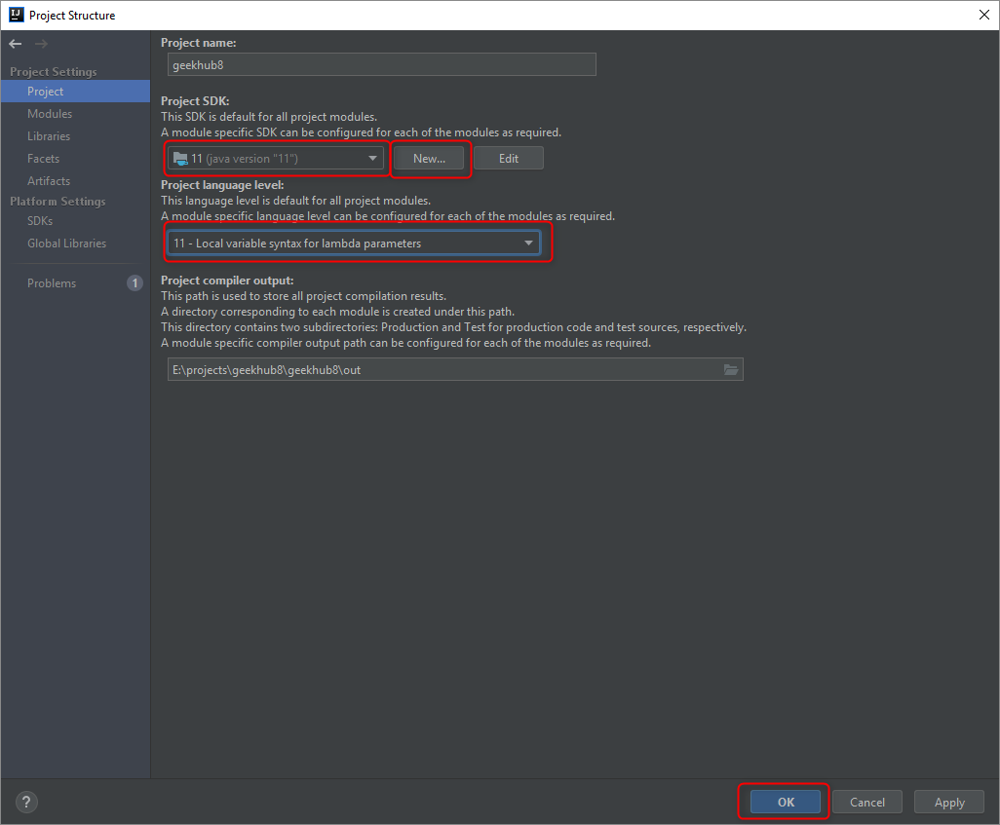 Project Structure
Project Settings
Project
Modules
Libraries
Facets
Artifacts
Platform Settings
SDKs
Global Libraries
Problems 1
Project name:
geekhub8
Project SDK:
This SDK is default for all project modules.
A module specific SDK can be configured for each of the modules as required.
11 (java version "11") New... Edit
Project language level:
This language level is default for all project modules.
A module specific language level can be configured for each of the modules as required.
11 - Local variable syntax for lambda parameters
Project compiler output:
This path is used to store all project compilation results.
A directory corresponding to each module is created under this path.
This directory contains two subdirectories: Production and Test for production code and test sources, respectively.
A module specific compiler output path can be configured for each of the modules as required.
E:\projects\geekhub8\geekhub8\out
? OK Cancel Apply